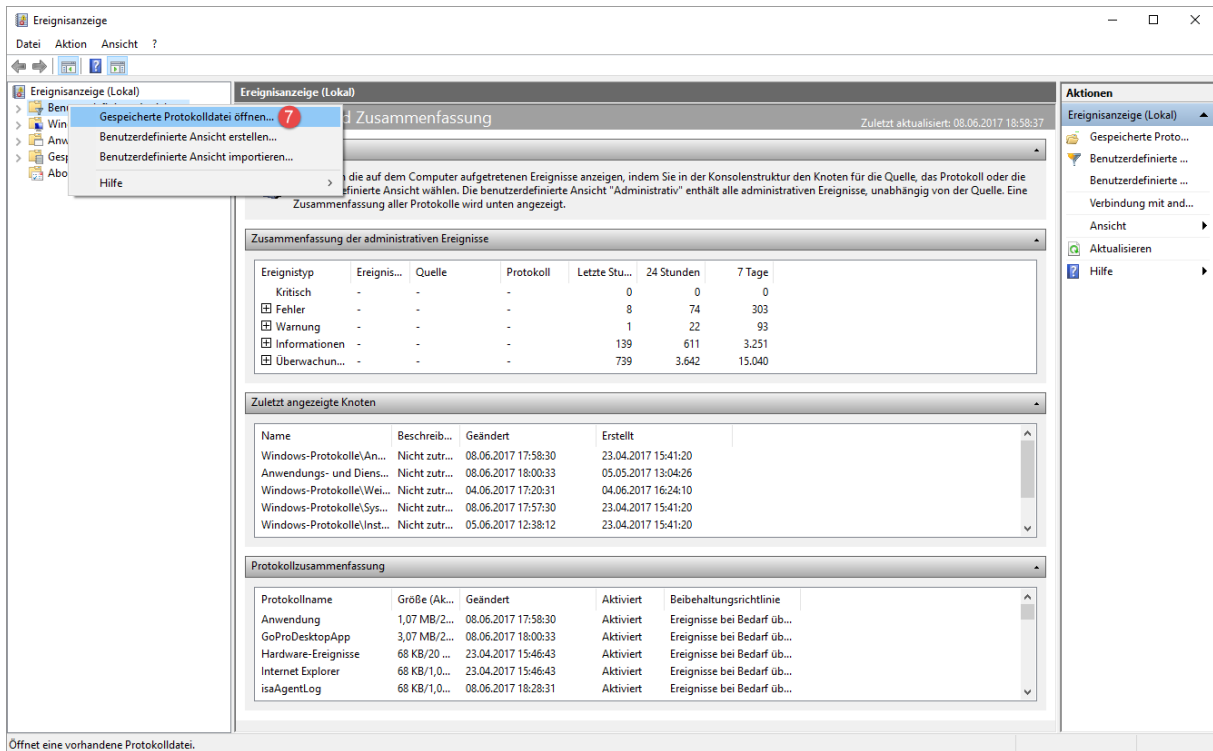 Ereignisanzeige
Datei Aktion Ansicht ?
Ereignisanzeige (Lokal)
Ben
Win
Anw
Gesp
Abo
Gespeicherte Protokolldatei öffnen... 7
Benutzerdefinierte Ansicht erstellen...
Benutzerdefinierte Ansicht importieren...
Hilfe
Ereignisanzeige (Lokal)
d Zusammenfassung
Zuletzt aktualisiert: 08.06.2017 18:58:37
die auf dem Computer aufgetretenen Ereignisse anzeigen, indem Sie in der Konsolenstruktur den Knoten für die Quelle, das Protokoll oder die
efinierte Ansicht wählen. Die benutzerdefinierte Ansicht "Administrativ" enthält alle administrativen Ereignisse, unabhängig von der Quelle. Eine
Zusammenfassung aller Protokolle wird unten angezeigt.
Zusammenfassung der administrativen Ereignisse
Ereignistyp Ereignis... Quelle Protokoll Letzte Stu... 24 Stunden 7 Tage
Kritisch - - - 0 0 0
Fehler - - - 8 74 303
Warnung - - - 1 22 93
Informationen - - - 139 611 3.251
Überwachun... - - - 739 3.642 15.040
Zuletzt angezeigte Knoten
Name Beschreib... Geändert Erstellt
Windows-Protokolle\An... Nicht zutr... 08.06.2017 17:58:30 23.04.2017 15:41:20
Anwendungs- und Diens... Nicht zutr... 08.06.2017 18:00:33 05.05.2017 13:04:26
Windows-Protokolle\Wei... Nicht zutr... 04.06.2017 17:20:31 04.06.2017 16:24:10
Windows-Protokolle\Sys... Nicht zutr... 08.06.2017 17:57:30 23.04.2017 15:41:20
Windows-Protokolle\Inst... Nicht zutr... 05.06.2017 12:38:12 23.04.2017 15:41:20
Protokollzusammenfassung
Protokollname Größe (Ak... Geändert Aktiviert Beibehaltungsrichtlinie
Anwendung 1,07 MB/2... 08.06.2017 17:58:30 Aktiviert Ereignisse bei Bedarf üb...
GoProDesktopApp 3,07 MB/2... 08.06.2017 18:00:33 Aktiviert Ereignisse bei Bedarf üb...
Hardware-Ereignisse 68 KB/20 ... 23.04.2017 15:46:43 Aktiviert Ereignisse bei Bedarf üb...
Internet Explorer 68 KB/1,0... 23.04.2017 15:46:43 Aktiviert Ereignisse bei Bedarf üb...
isaAgentLog 68 KB/1,0... 08.06.2017 18:28:31 Aktiviert Ereignisse bei Bedarf üb...
Aktionen
Ereignisanzeige (Lokal)
Gespeicherte Proto...
Benutzerdefinierte ...
Benutzerdefinierte ...
Verbindung mit and...
Ansicht
Aktualisieren
Hilfe
Öffnet eine vorhandene Protokolldatei.